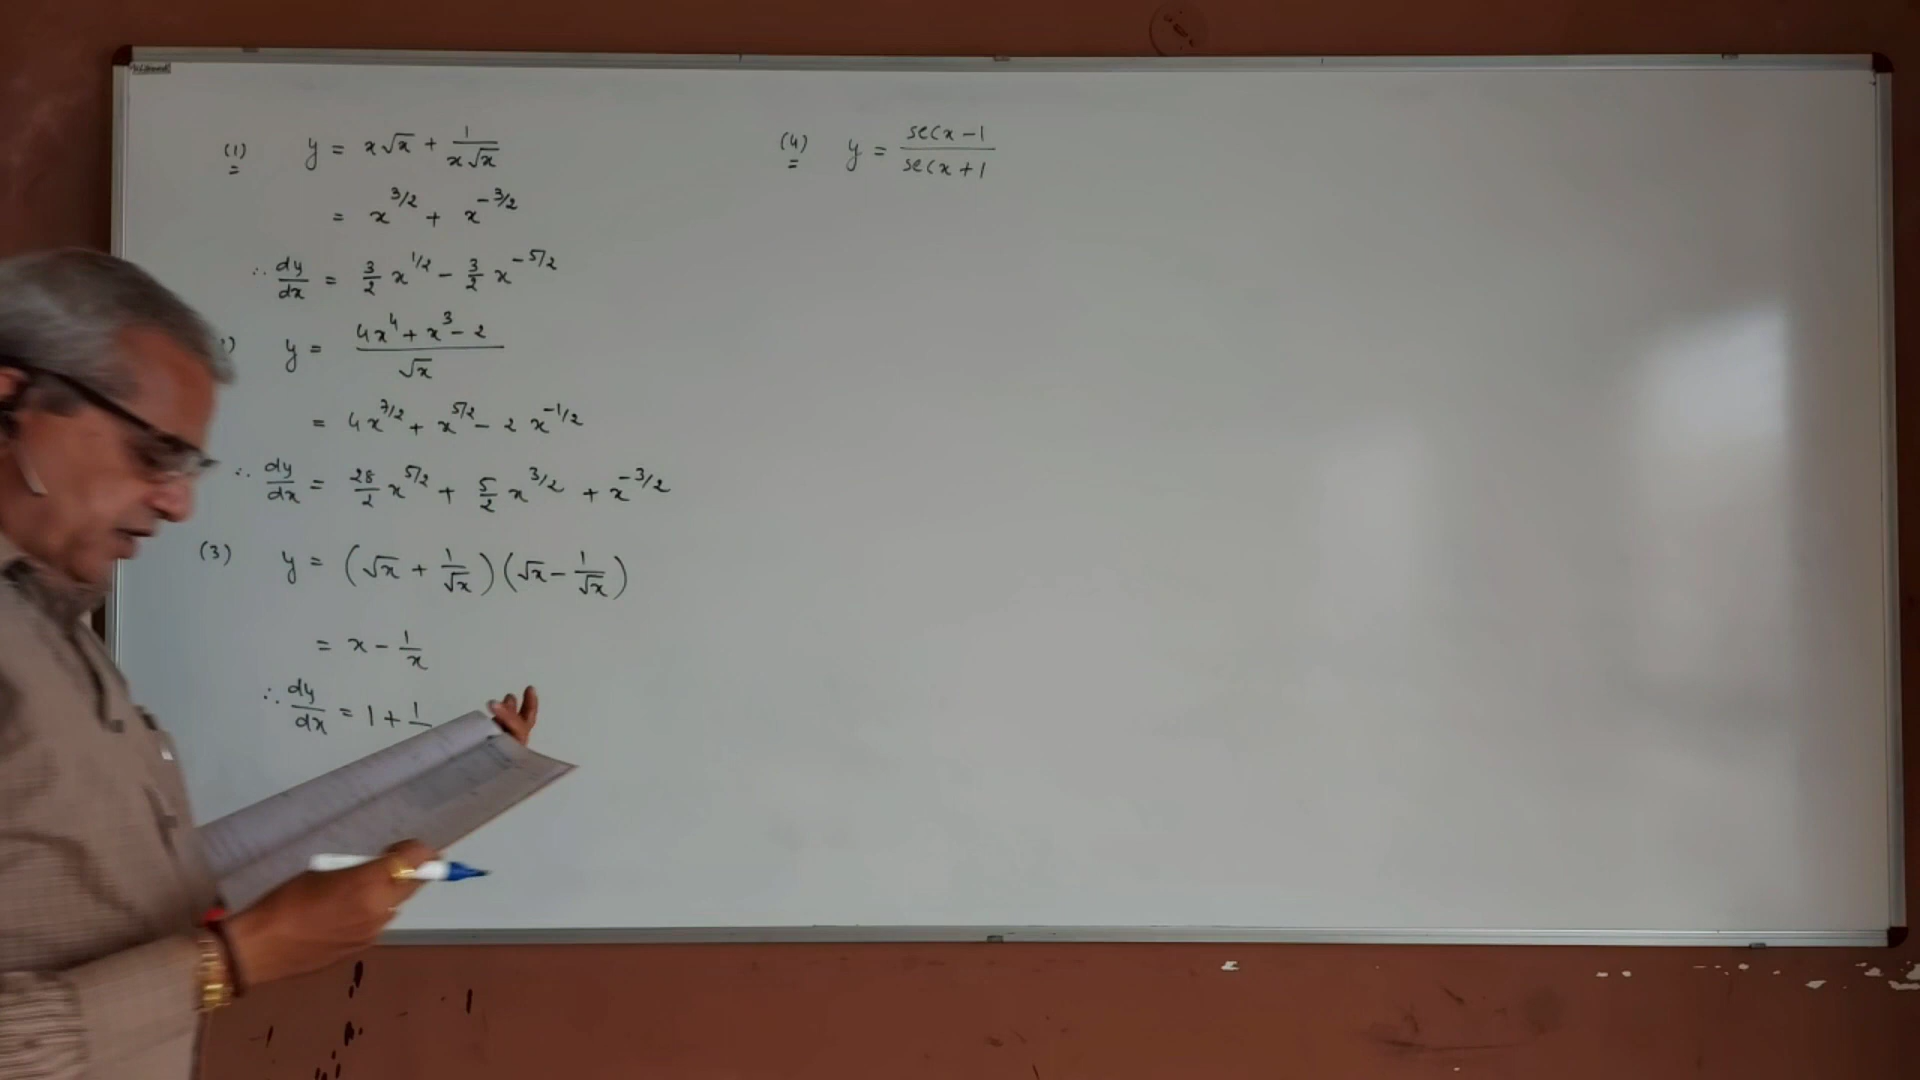 (1) y = x√x + 1/(x√x)
= x^(3/2) + x^(-3/2)
∴ dy/dx = 3/2 x^(1/2) - 3/2 x^(-5/2)
) y = (4x^4 + x^3 - 2)/√x
= 4x^(7/2) + x^(5/2) - 2 x^(-1/2)
∴ dy/dx = 28/2 x^(5/2) + 5/2 x^(3/2) + x^(-3/2)
(3) y = (√x + 1/√x)(√x - 1/√x)
= x - 1/x
∴ dy/dx = 1 + 1/
(4) y = (sec x - 1)/(sec x + 1)